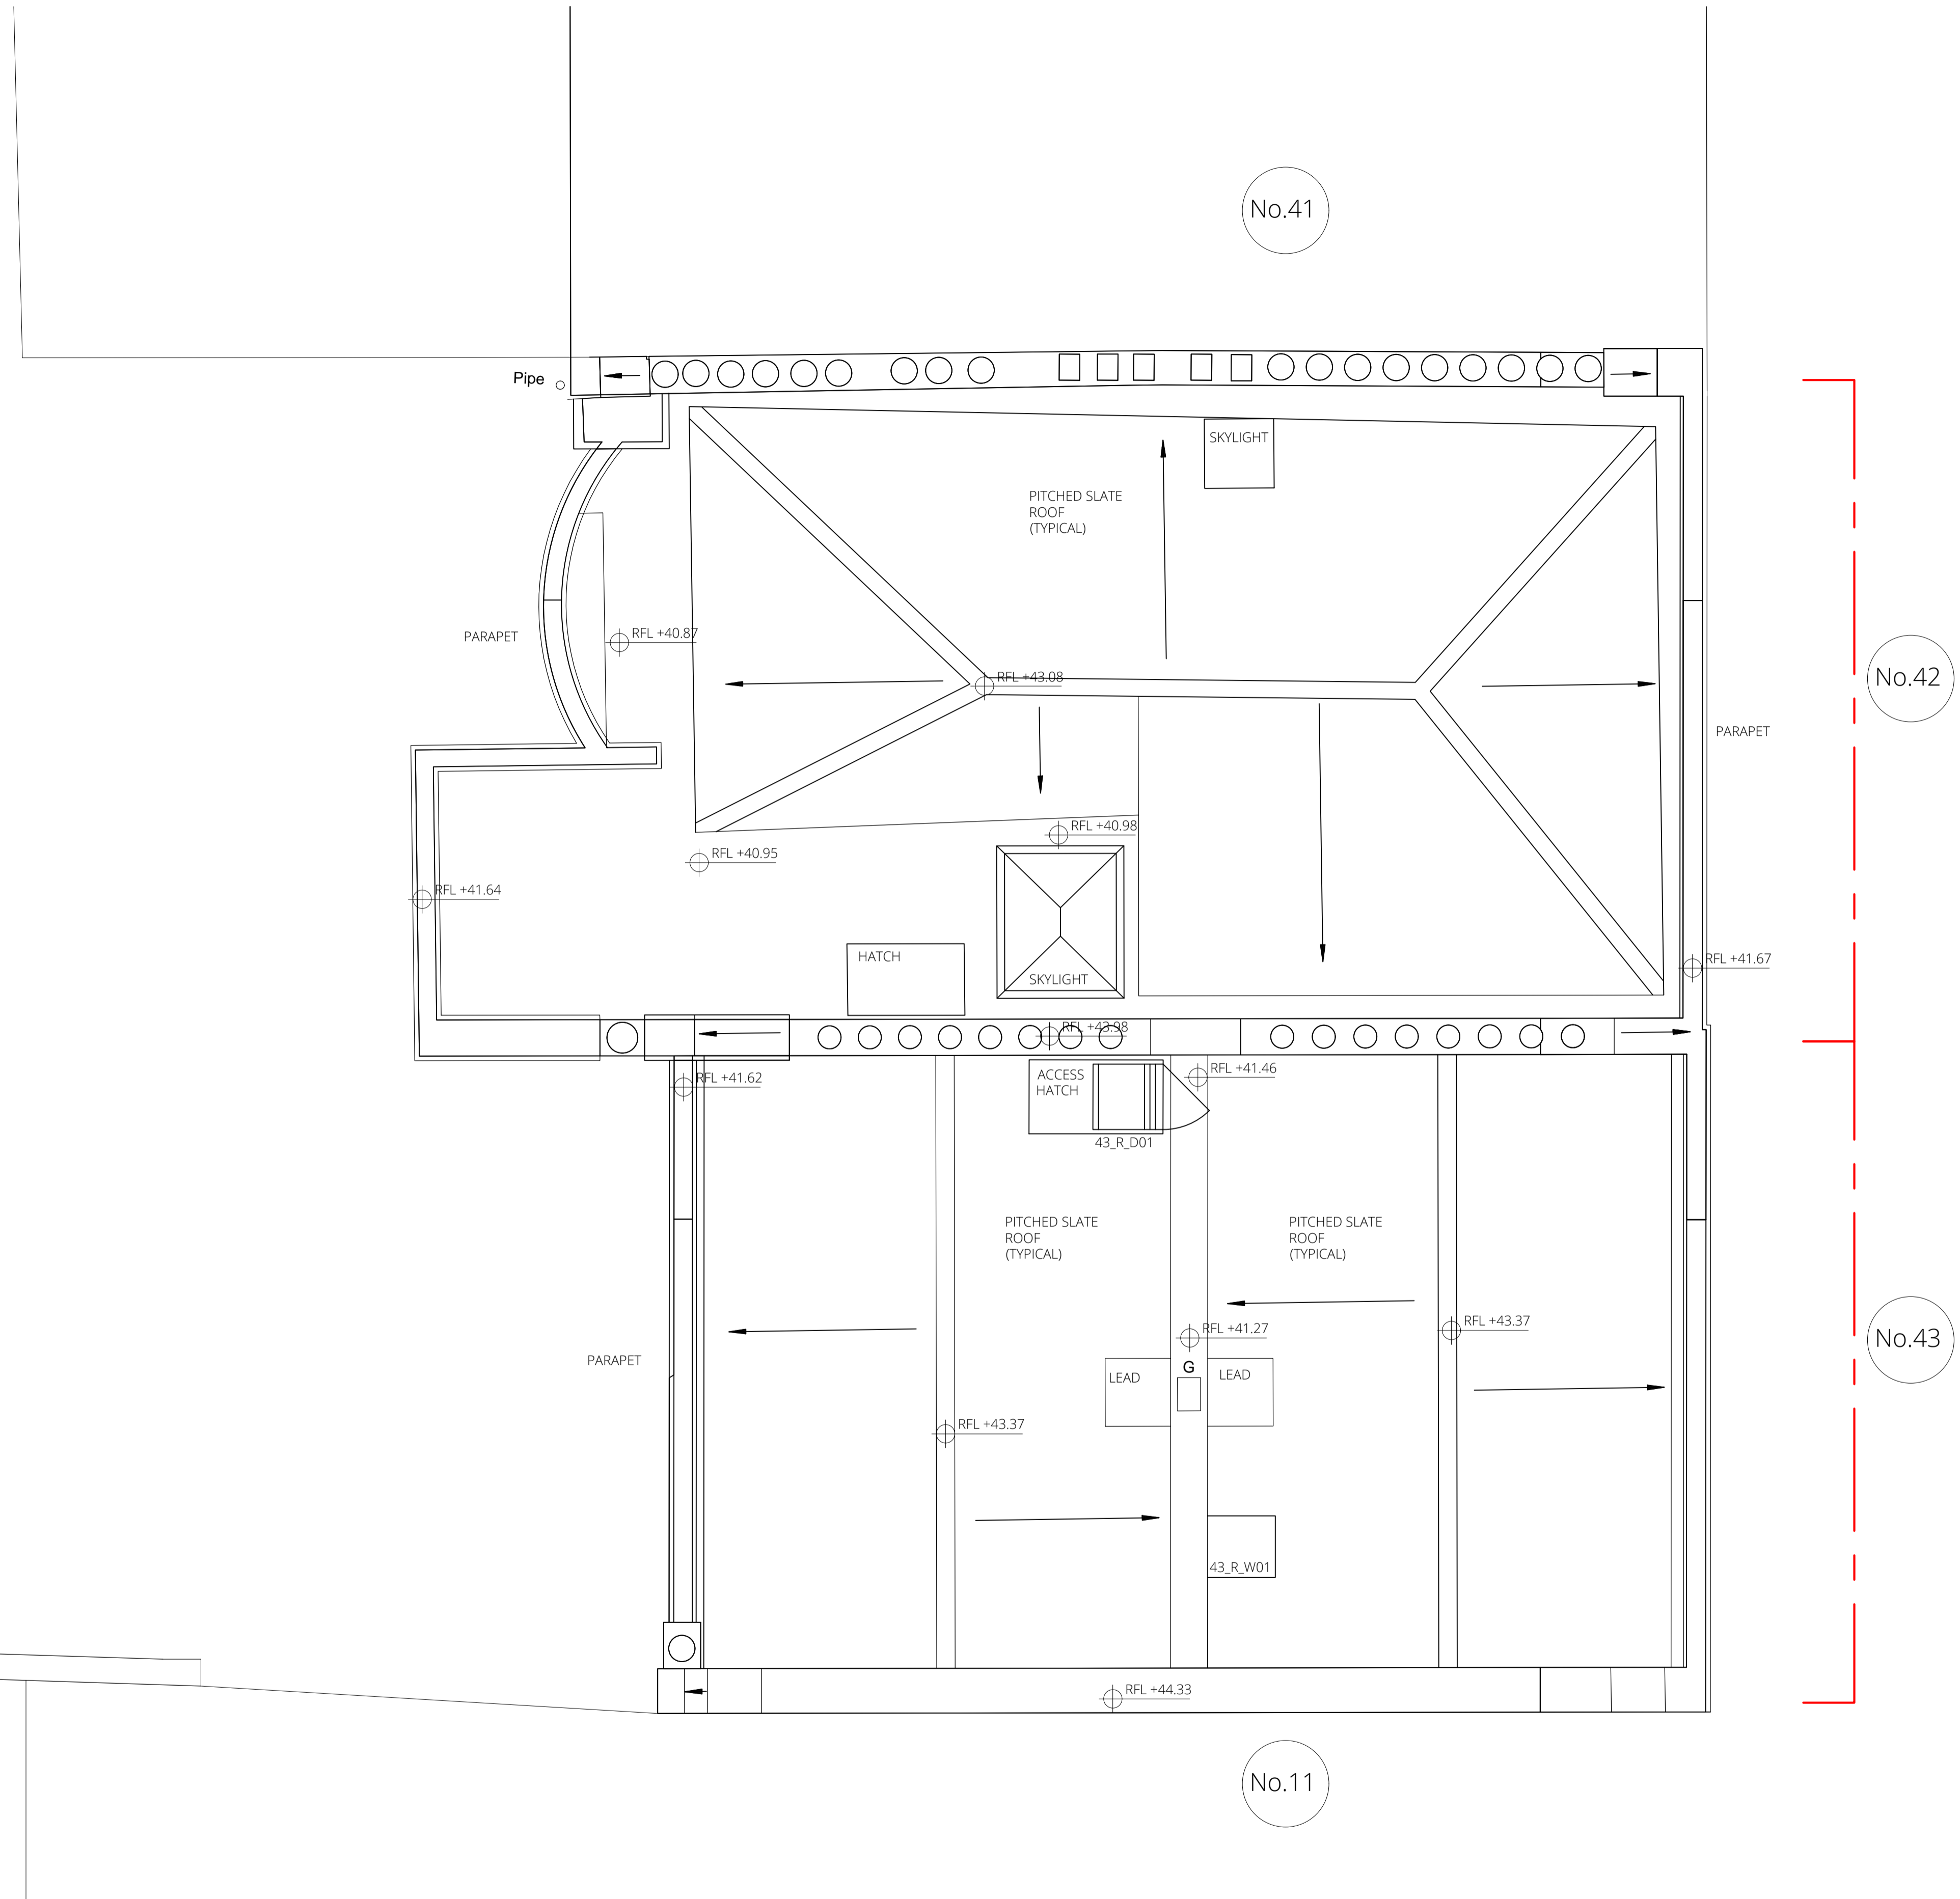 No.41
Pipe
SKYLIGHT
PITCHED SLATE
ROOF
(TYPICAL)
PARAPET
RFL +40.87
RFL +43.08
No.42
PARAPET
RFL +40.98
RFL +40.95
RFL +41.64
HATCH
SKYLIGHT
RFL +41.67
RFL +43.98
RFL +41.62
ACCESS
HATCH
RFL +41.46
43_R_D01
PITCHED SLATE
ROOF
(TYPICAL)
PITCHED SLATE
ROOF
(TYPICAL)
RFL +41.27
RFL +43.37
No.43
PARAPET
G
LEAD
LEAD
RFL +43.37
43_R_W01
RFL +44.33
No.11